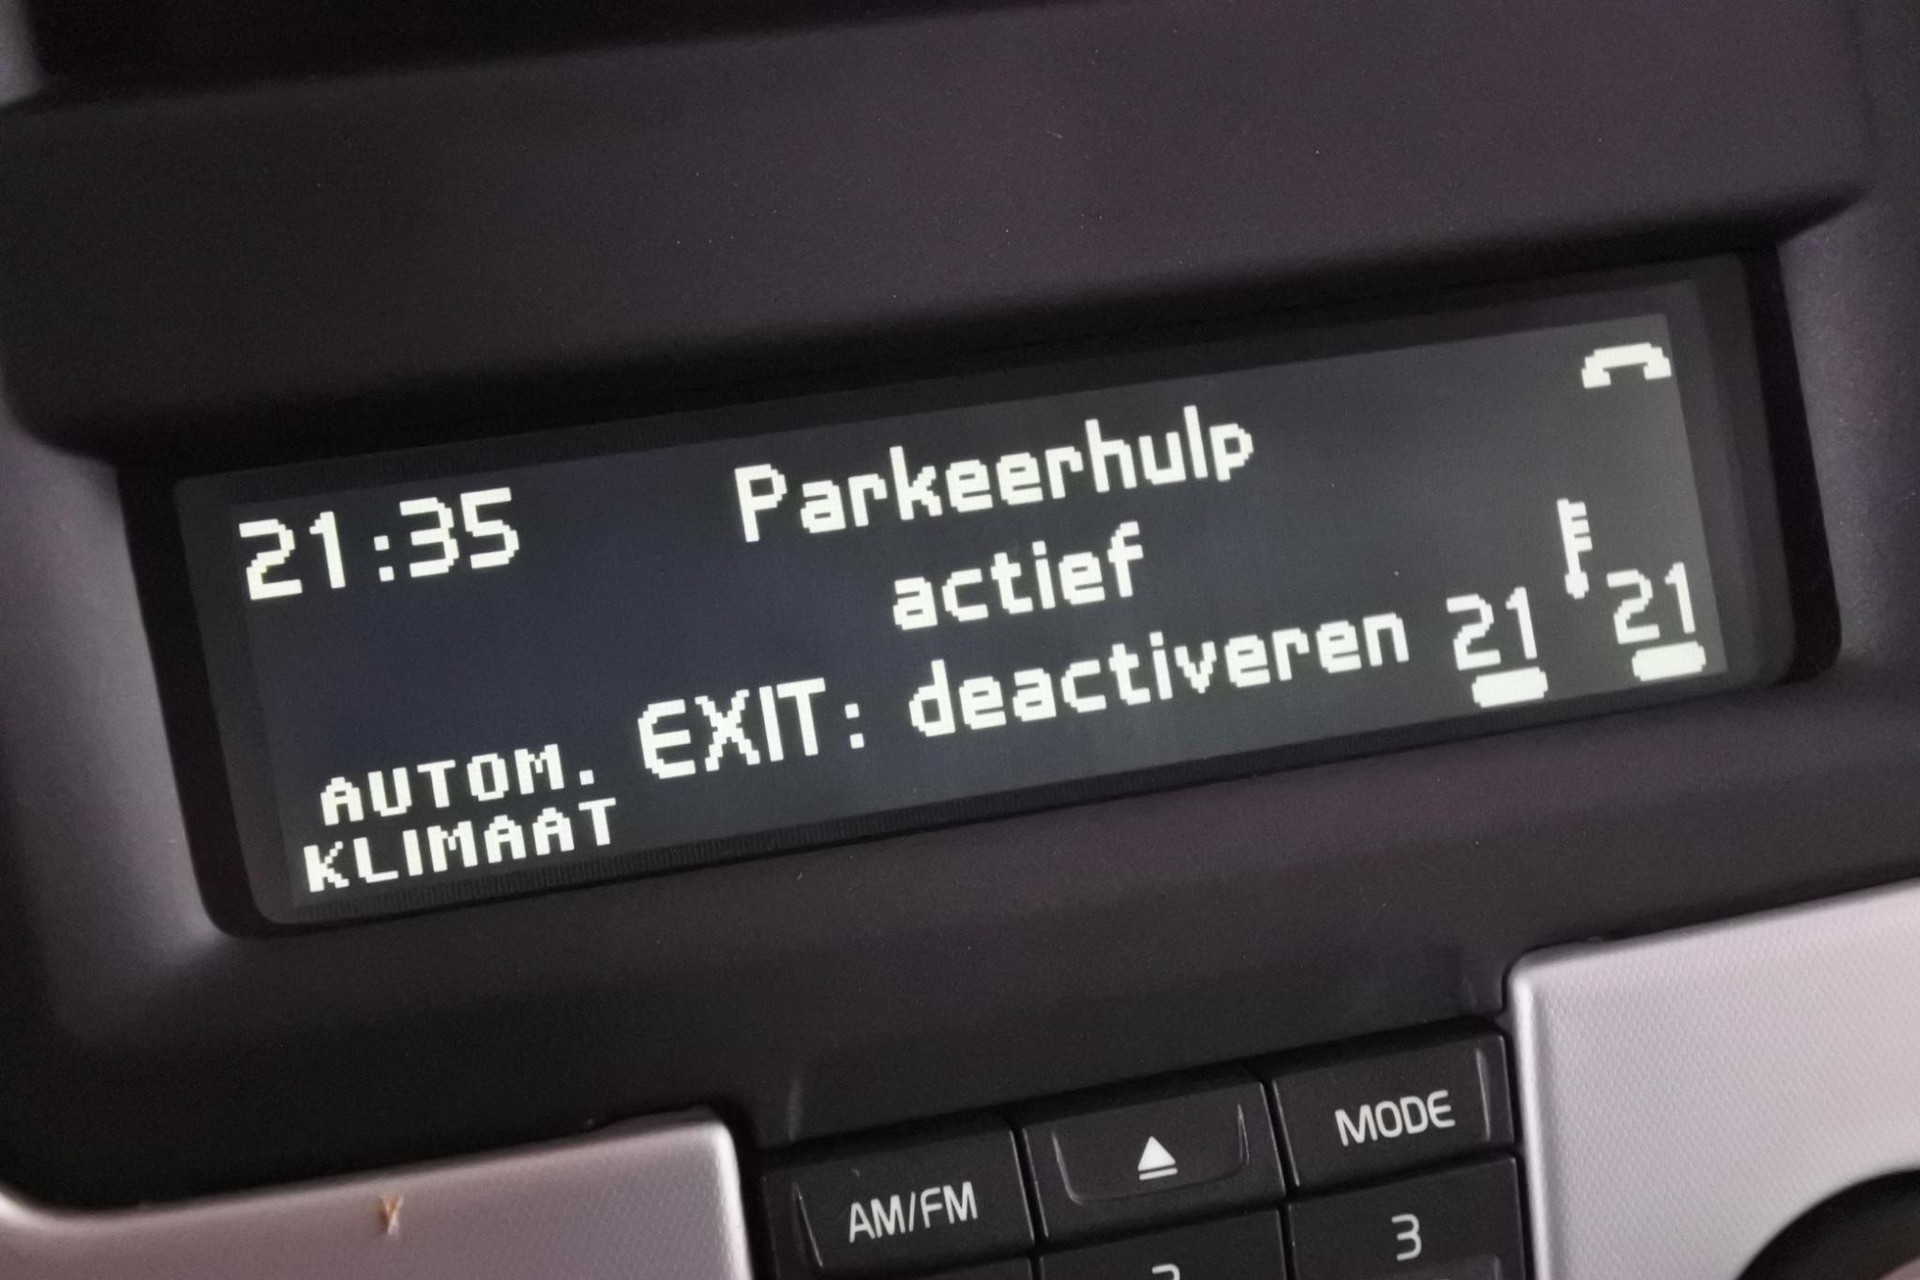 21:35
Parkeerhulp
actief
EXIT: deactiveren
21 21
AUTOM.
KLIMAAT
AM/FM
MODE
3